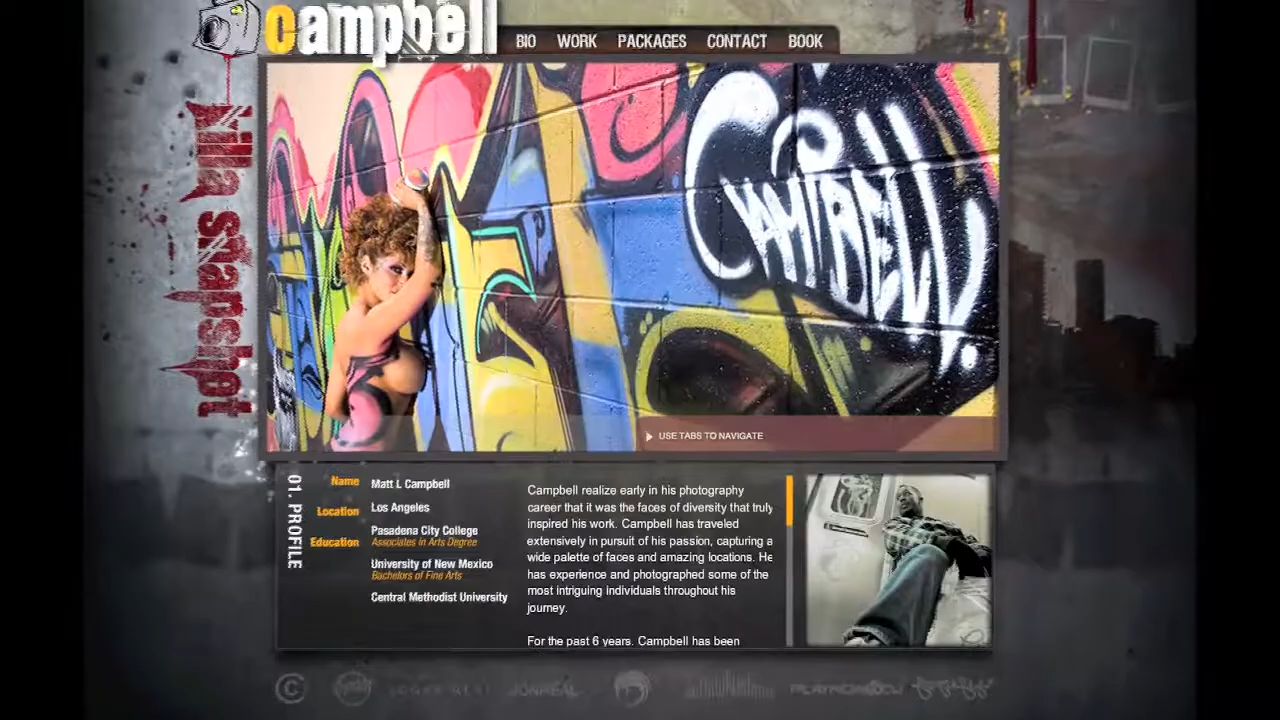 campbell
BIO WORK PACKAGES CONTACT BOOK
killa snapshot
CAMPBELL
USE TABS TO NAVIGATE
01. PROFILE
Name Matt L Campbell
Location Los Angeles
Education Pasadena City College
Associates in Arts Degree
University of New Mexico
Bachelors of Fine Arts
Central Methodist University
Campbell realize early in his photography
career that it was the faces of diversity that truly
inspired his work. Campbell has traveled
extensively in pursuit of his passion, capturing a
wide palette of faces and amazing locations. He
has experience and photographed some of the
most intriguing individuals throughout his
journey.
For the past 6 years. Campbell has been
©